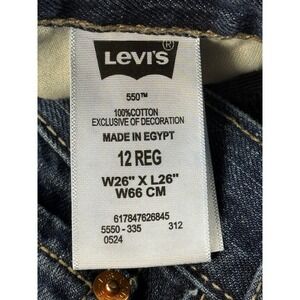 LEVI'S®
550™
100%COTTON
EXCLUSIVE OF DECORATION
MADE IN EGYPT
12 REG
W26" X L26"
W66 CM
617847626845
5550-335 312
0524